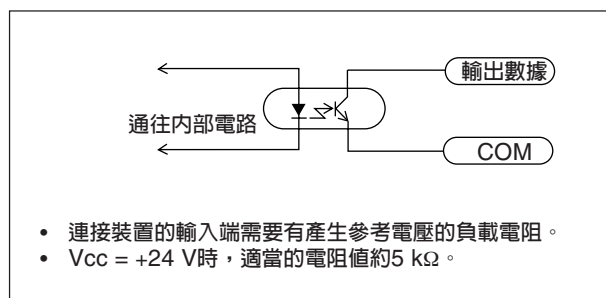 輸出數據
通往内部電路
COM
• 連接裝置的輸入端需要有產生參考電壓的負載電阻。
• Vcc = +24 V時，適當的電阻值約5 kΩ。